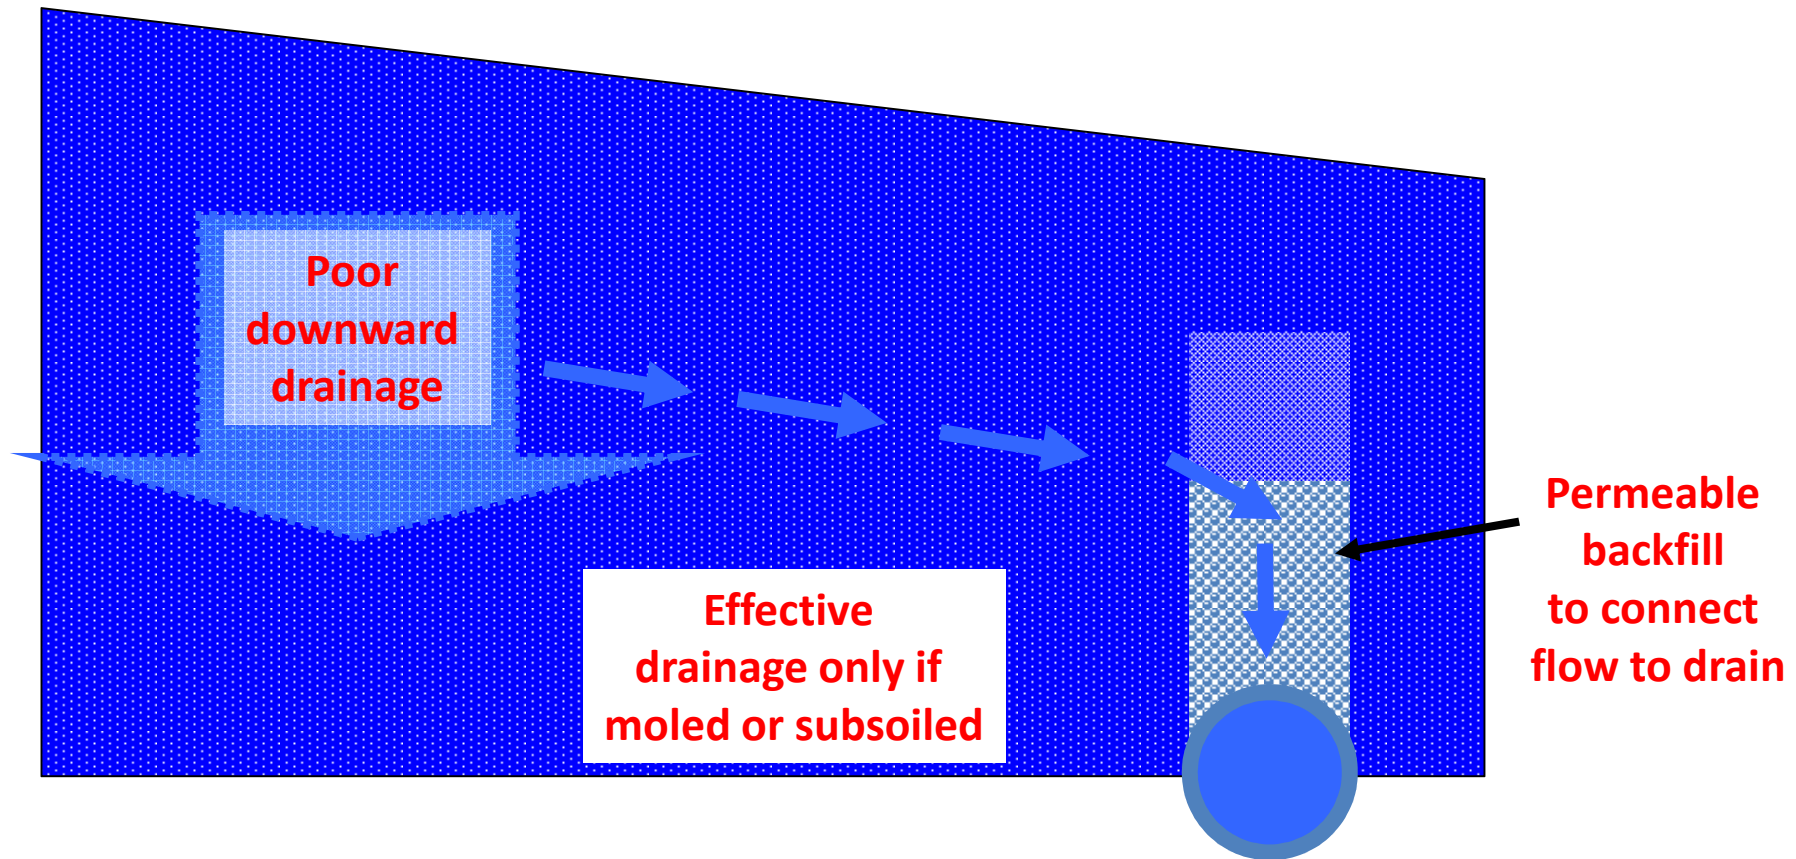 Poor
downward
drainage
Effective
drainage only if
moled or subsoiled
Permeable
backfill
to connect
flow to drain